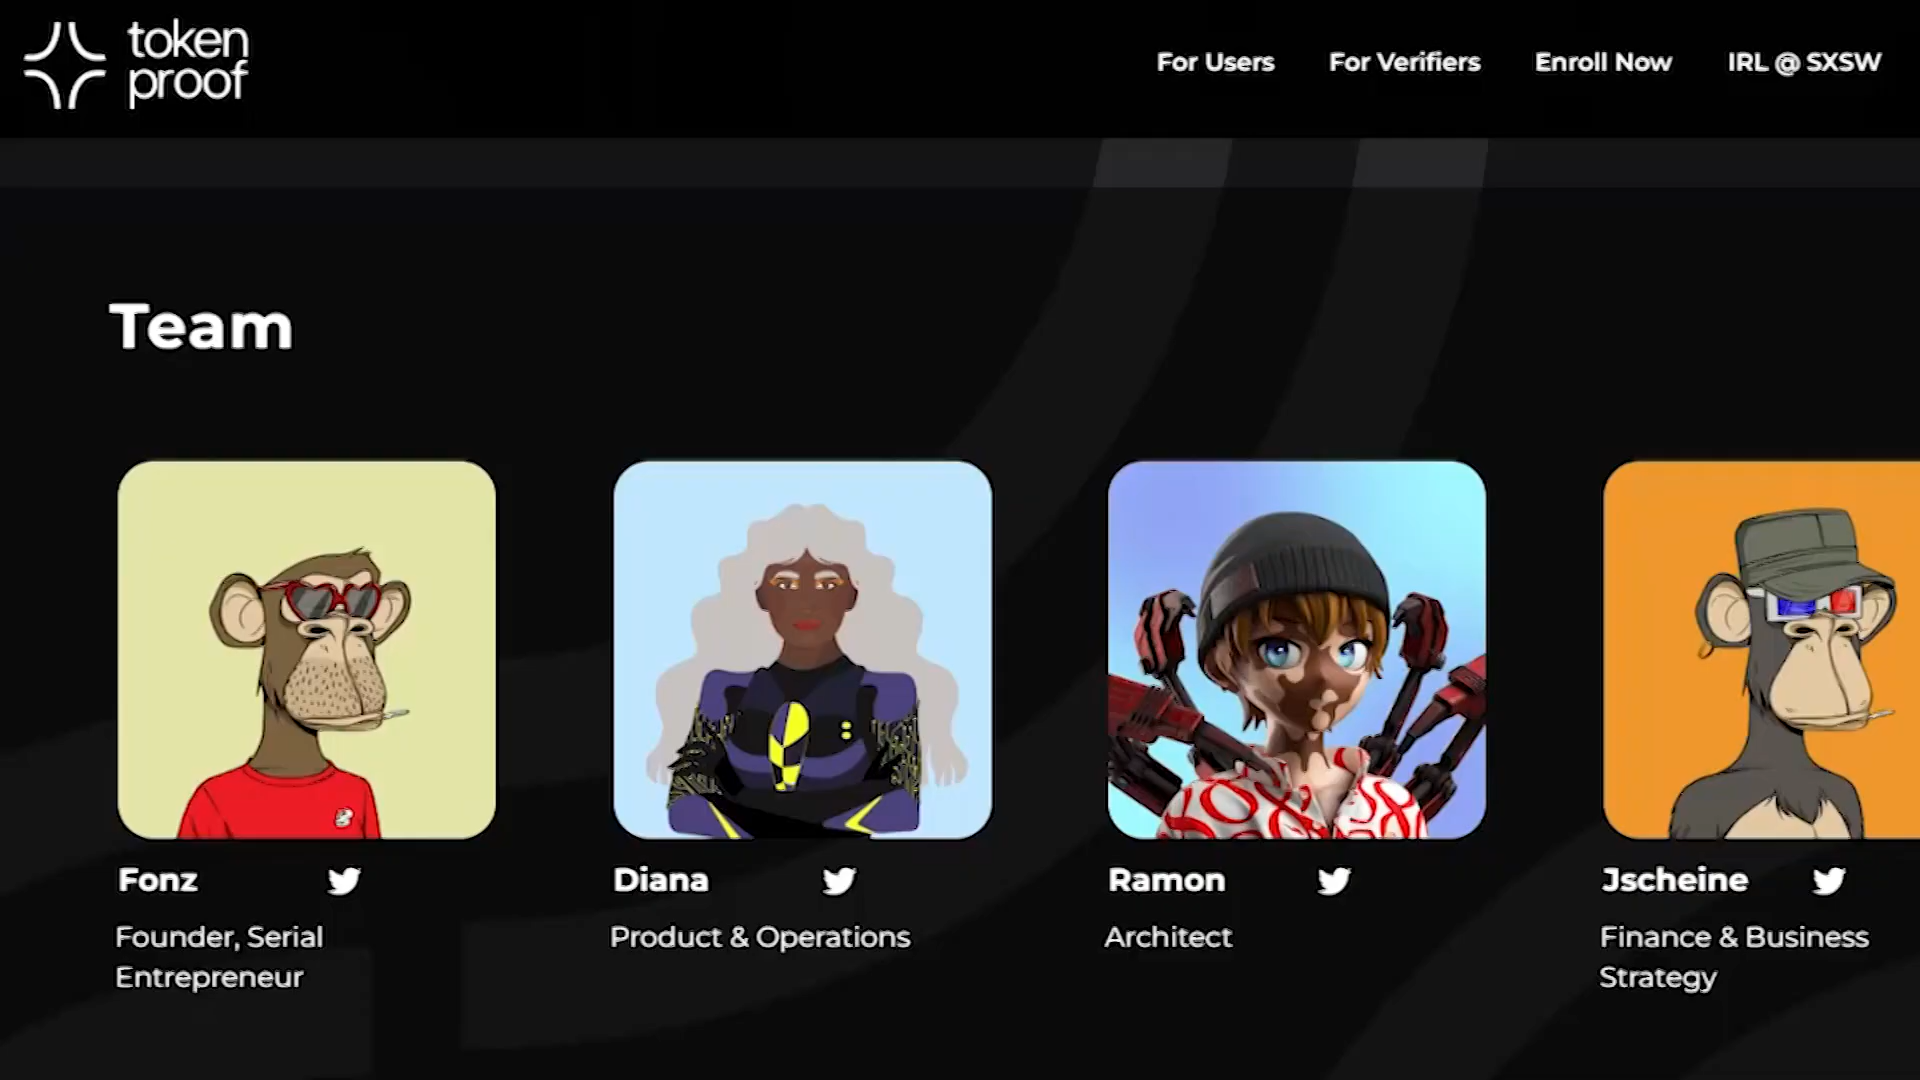 token
proof
For Users
For Verifiers
Enroll Now
IRL @ SXSW
Team
Fonz
Founder, Serial
Entrepreneur
Diana
Product & Operations
Ramon
Architect
Jscheine
Finance & Business
Strategy